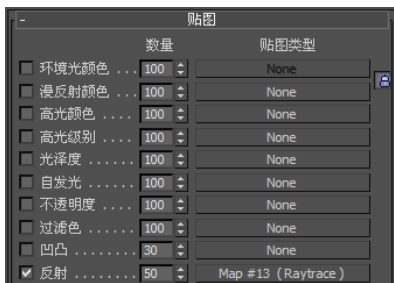 - 贴图
数量 贴图类型
环境光颜色 ... 100 None
漫反射颜色 ... 100 None
高光颜色 .... 100 None
高光级别 .... 100 None
光泽度 ...... 100 None
自发光 ...... 100 None
不透明度 .... 100 None
过滤色 ...... 100 None
凹凸 ........ 30 None
反射 ........ 50 Map #13 (Raytrace)